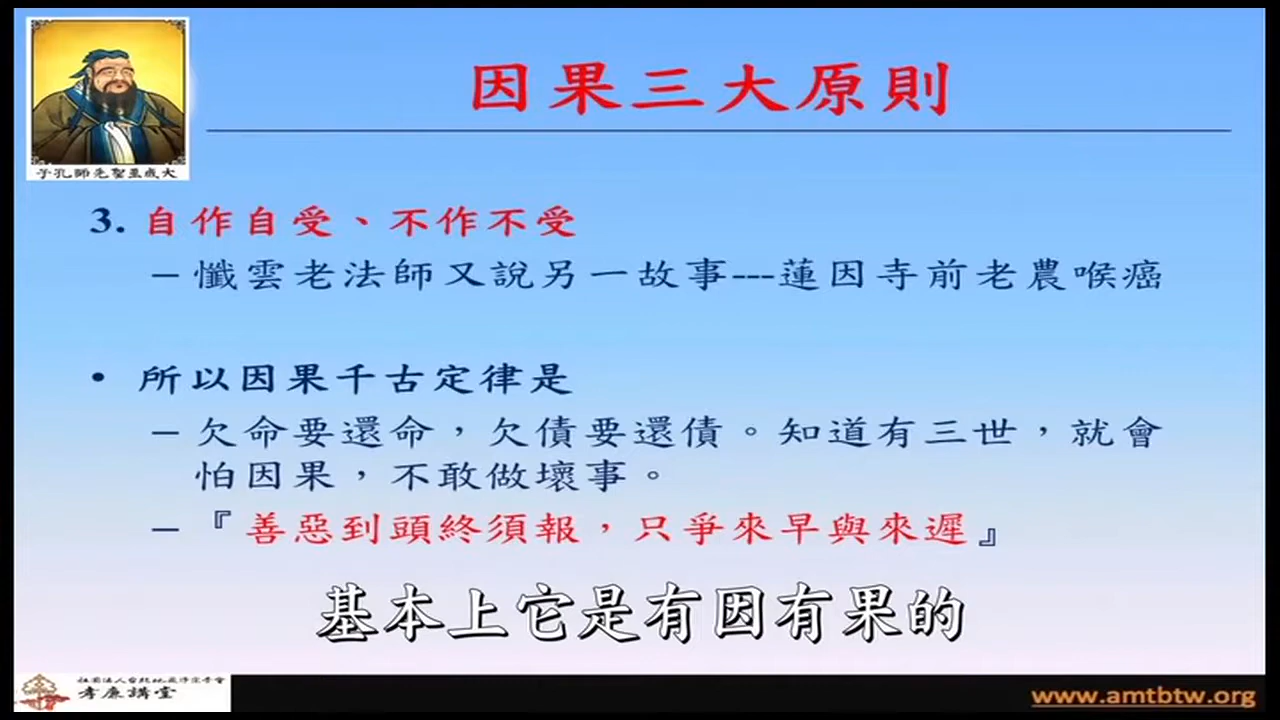 因果三大原則
大成至聖先師孔子
3. 自作自受、不作不受
– 懺雲老法師又說另一故事---蓮因寺前老農喉癌
• 所以因果千古定律是
– 欠命要還命，欠債要還債。知道有三世，就會
怕因果，不敢做壞事。
– 『善惡到頭終須報，只爭來早與來遲』
基本上它是有因有果的
孝廉講堂
www.amtbtw.org